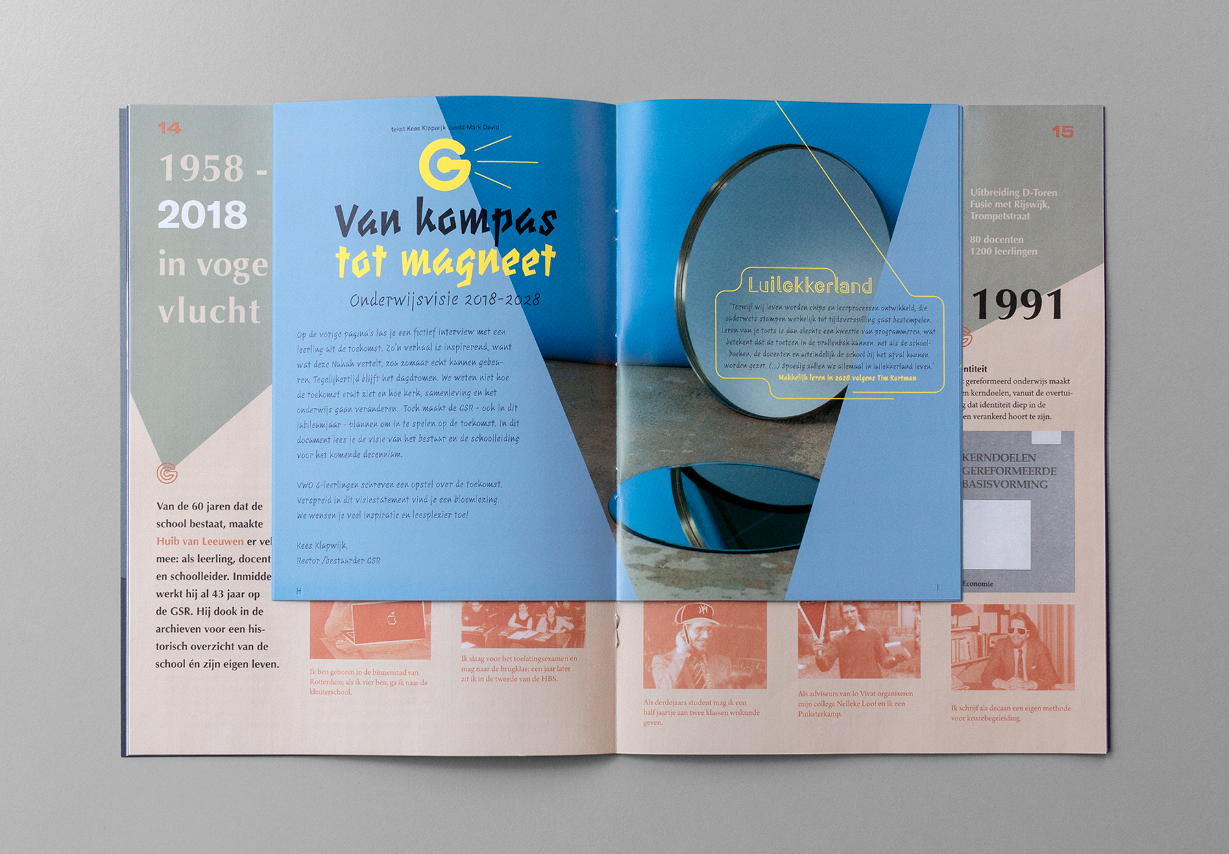 14
1958 -
2018
in voge
vlucht
Van de 60 jaren dat de
school bestaat, maakte
Huib van Leeuwen er vel
mee: als leerling, docent
en schoolleider. Inmidde
werkt hij al 43 jaar op
de GSR. Hij dook in de
archieven voor een his-
torisch overzicht van de
school én zijn eigen leven.
tekst Kees Klapwijk beeld Mark David
G
Van kompas
tot magneet
Onderwijsvisie 2018-2028
Op de vorige pagina's las je een fictief interview met een
leerling uit de toekomst. Zo'n verhaal is inspirerend, want
wat deze Nahah vertelt, zou zomaar echt kunnen gebeu-
ren. Tegelijkertijd blijft het dagdromen. We weten niet hoe
de toekomst eruit ziet en hoe kerk, samenleving en het
onderwijs gaan veranderen. Toch maakt de GSR - ook in dit
jubileumjaar - plannen om in te spelen op de toekomst. In dit
document lees je de visie van het bestuur en de schoolleiding
voor het komende decennium.
VWO 6-leerlingen schreven een opstel over de toekomst.
Verspreid in dit visiestatement vind je een bloemlezing.
We wensen je veel inspiratie en leesplezier toe!
Kees Klapwijk,
Rector /bestuurder GSR
H
Luilekkerland
'Terwijl wij leven worden chips en leerprocessen ontwikkeld, die
ouderwets stampen werkelijk tot tijdsverspilling gaat bestempelen.
Leren van je toets is dan slechts een kwestie van programmeren, wat
betekent dat de toetsen in de prullenbak kunnen, net als de school-
boeken, de docenten en uiteindelijk de school bij het afval kunnen
worden gezet. (...) Spoedig zullen we allemaal in luilekkerland leven.'
Makkelijk leren in 2028 volgens Tim Kortman
I
15
Uitbreiding D-Toren
Fusie met Rijswijk,
Trompetstraat
80 docenten
1200 leerlingen
1991
entiteit
gereformeerd onderwijs maakt
en kerndoelen, vanuit de overtui-
g dat identiteit diep in de
en verankerd hoort te zijn.
KERNDOELEN
GEREFORMEERDE
BASISVORMING
Economie
Ik ben geboren in de binnenstad van
Rotterdam; als ik vier ben, ga ik naar de
kleuterschool.
Ik slaag voor het toelatingsexamen en
mag naar de brugklas; een jaar later
zit ik in de tweede van de HBS.
Als derdejaars student mag ik een
half jaartje aan twee klassen wiskunde
geven.
Als adviseurs van Io Vivat organiseren
mijn collega Nelleke Loof en ik een
Pinksterkamp.
Ik schrijf als decaan een eigen methode
voor keuzebegeleiding.